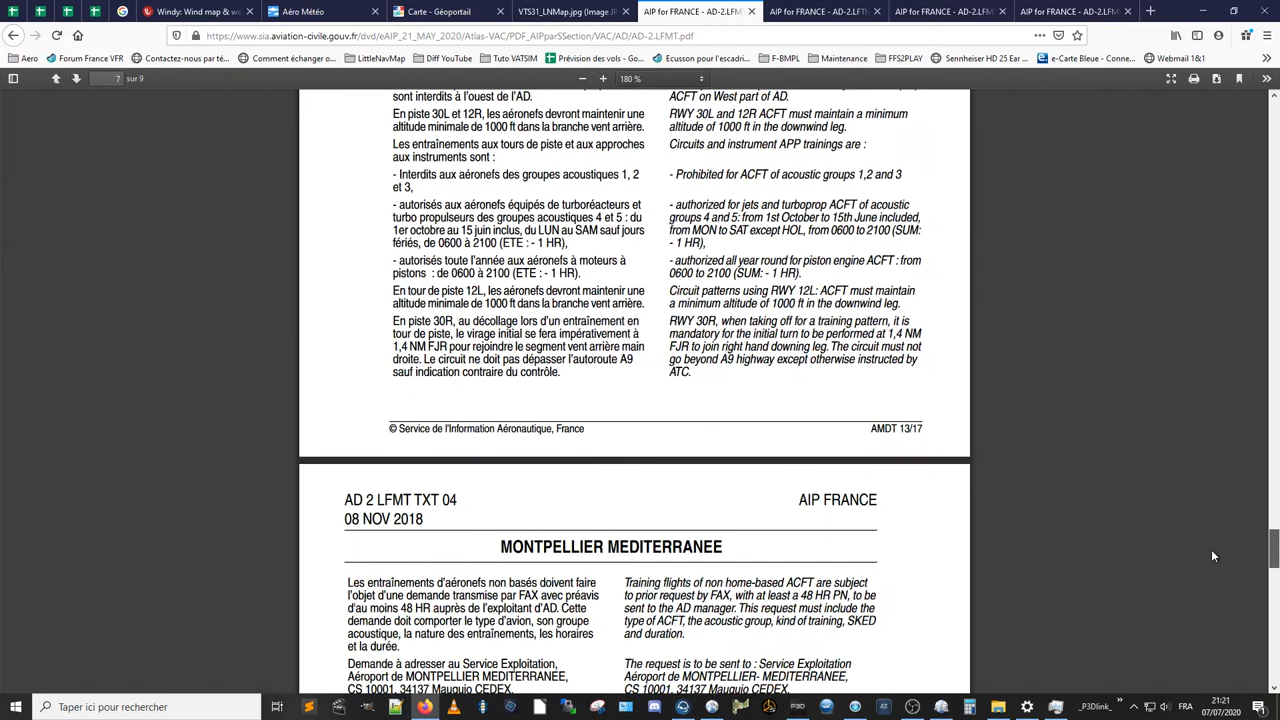 Windy: Wind map & we
Aéro Météo
Carte - Géoportail
VTS31_LNMap.jpg (Image JP
AIP for FRANCE - AD-2.LFMT
AIP for FRANCE - AD-2.LFTH
AIP for FRANCE - AD-2.LFM
AIP for FRANCE - AD-2.LFM
https://www.sia.aviation-civile.gouv.fr/dvd/eAIP_21_MAY_2020/Atlas-VAC/PDF_AIPparSSection/VAC/AD/AD-2.LFMT.pdf
Aero
Forum France VFR
Contactez-nous par té...
Comment échanger o...
LittleNavMap
Diff YouTube
Tuto VATSIM
Prévision des vols - Go...
Ecusson pour l'escadri...
F-BMPL
Maintenance
FFS2PLAY
Sennheiser HD 25 Ear ...
e-Carte Bleue - Conne...
Webmail 1&1
7 sur 9
180 %
sont interdits à l'ouest de l'AD.
En piste 30L et 12R, les aéronefs devront maintenir une
altitude minimale de 1000 ft dans la branche vent arrière.
Les entraînements aux tours de piste et aux approches
aux instruments sont :
- Interdits aux aéronefs des groupes acoustiques 1, 2
et 3,
- autorisés aux aéronefs équipés de turboréacteurs et
turbo propulseurs des groupes acoustiques 4 et 5 : du
1er octobre au 15 juin inclus, du LUN au SAM sauf jours
fériés, de 0600 à 2100 (ETE : - 1 HR),
- autorisés toute l'année aux aéronefs à moteurs à
pistons : de 0600 à 2100 (ETE : - 1 HR).
En tour de piste 12L, les aéronefs devront maintenir une
altitude minimale de 1000 ft dans la branche vent arrière.
En piste 30R, au décollage lors d'un entraînement en
tour de piste, le virage initial se fera impérativement à
1,4 NM FJR pour rejoindre le segment vent arrière main
droite. Le circuit ne doit pas dépasser l'autoroute A9
sauf indication contraire du contrôle.
ACFT on West part of AD.
RWY 30L and 12R ACFT must maintain a minimum
altitude of 1000 ft in the downwind leg.
Circuits and instrument APP trainings are :
- Prohibited for ACFT of acoustic groups 1,2 and 3
- authorized for jets and turboprop ACFT of acoustic
groups 4 and 5: from 1st October to 15th June included,
from MON to SAT except HOL, from 0600 to 2100 (SUM:
- 1 HR),
- authorized all year round for piston engine ACFT : from
0600 to 2100 (SUM: - 1 HR).
Circuit patterns using RWY 12L: ACFT must maintain
a minimum altitude of 1000 ft in the downwind leg.
RWY 30R, when taking off for a training pattern, it is
mandatory for the initial turn to be performed at 1,4 NM
FJR to join right hand downing leg. The circuit must not
go beyond A9 highway except otherwise instructed by
ATC.
© Service de l'Information Aéronautique, France
AMDT 13/17
AD 2 LFMT TXT 04
AIP FRANCE
08 NOV 2018
MONTPELLIER MEDITERRANEE
Les entraînements d'aéronefs non basés doivent faire
l'objet d'une demande transmise par FAX avec préavis
d'au moins 48 HR auprès de l'exploitant d'AD. Cette
demande doit comporter le type d'avion, son groupe
acoustique, la nature des entraînements, les horaires
et la durée.
Demande à adresser au Service Exploitation,
Aéroport de MONTPELLIER MEDITERRANEE,
CS 10001, 34137 Mauguio CEDEX.
Training flights of non home-based ACFT are subject
to prior request by FAX, with at least a 48 HR PN, to be
sent to the AD manager. This request must include the
type of ACFT, the acoustic group, kind of training, SKED
and duration.
The request is to be sent to : Service Exploitation
Aéroport de MONTPELLIER- MEDITERRANEE,
CS 10001, 34137 Mauguio CEDEX.
Taper ici pour rechercher
P3D
_P3Dlink_
FRA
21:21
07/07/2020